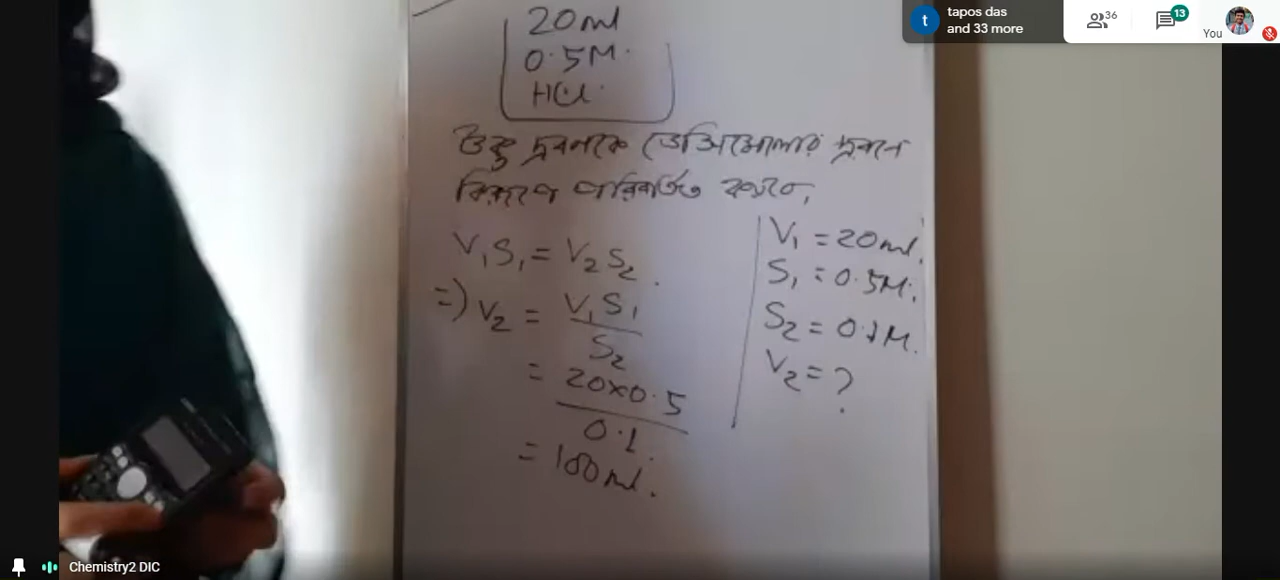 tapos das
and 33 more
36
13
You
20ml
0.5M.
HCl.
উক্ত দ্রবনকে ডেসিমোলার দ্রবনে
কিরূপে পরিবর্তিত করবে,
V₁S₁ = V₂S₂.
=) V₂ = V₁S₁
S₂
= 20×0.5
0.1.
= 100ml.
V₁ = 20ml.
S₁ = 0.5M.
S₂ = 0.1M.
V₂ = ?
Chemistry2 DIC